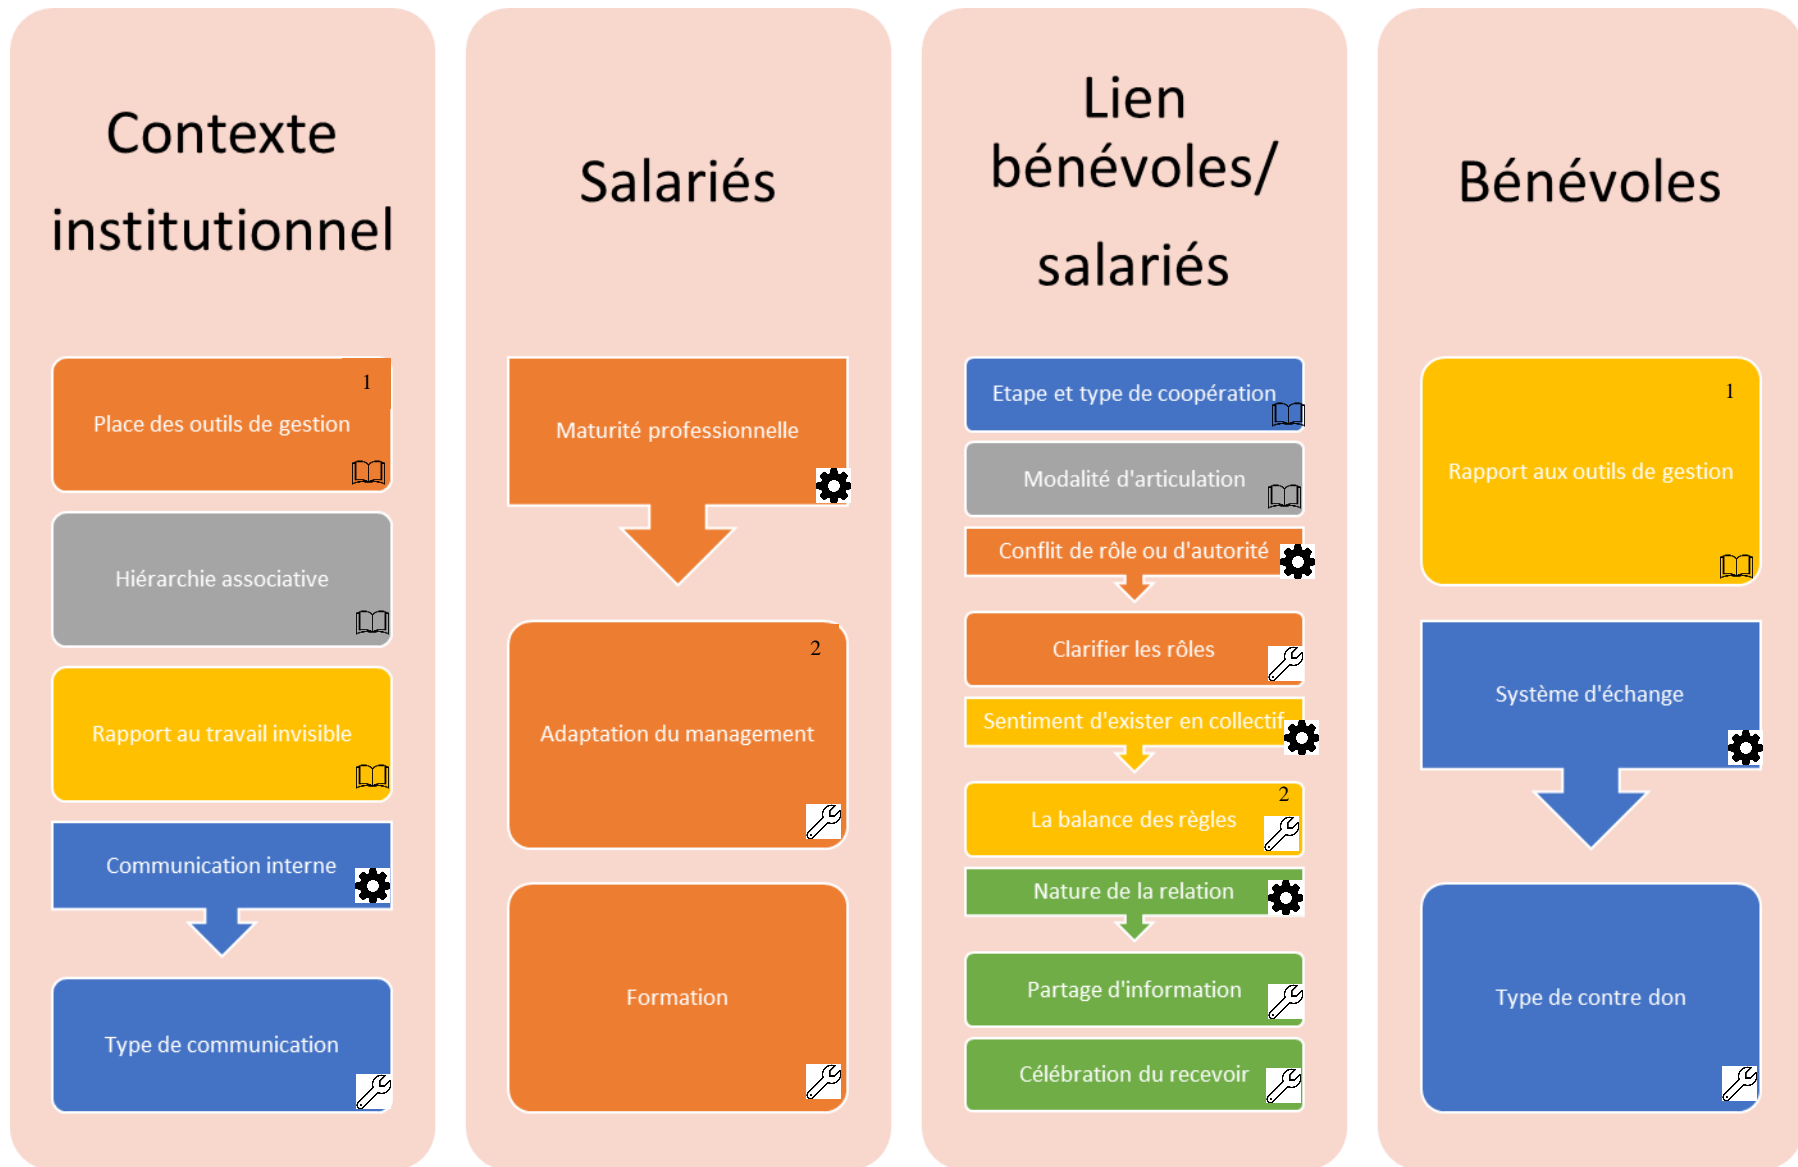 Contexte
institutionnel
1
Place des outils de gestion
Hiérarchie associative
Rapport au travail invisible
Communication interne
Type de communication
Salariés
Maturité professionnelle
2
Adaptation du management
Formation
Lien
bénévoles/
salariés
Etape et type de coopération
Modalité d'articulation
Conflit de rôle ou d'autorité
Clarifier les rôles
Sentiment d'exister en collectif
2
La balance des règles
Nature de la relation
Partage d'information
Célébration du recevoir
Bénévoles
1
Rapport aux outils de gestion
Système d'échange
Type de contre don